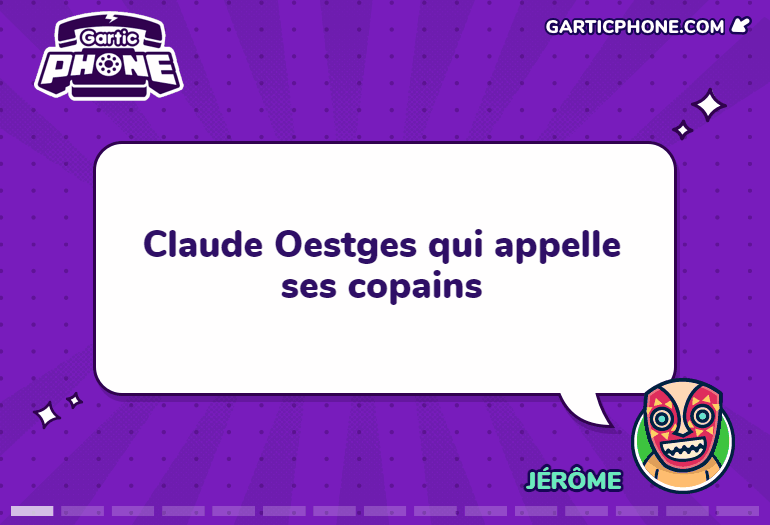 Gartic
PHONE
GARTICPHONE.COM
Claude Oestges qui appelle
ses copains
JÉRÔME